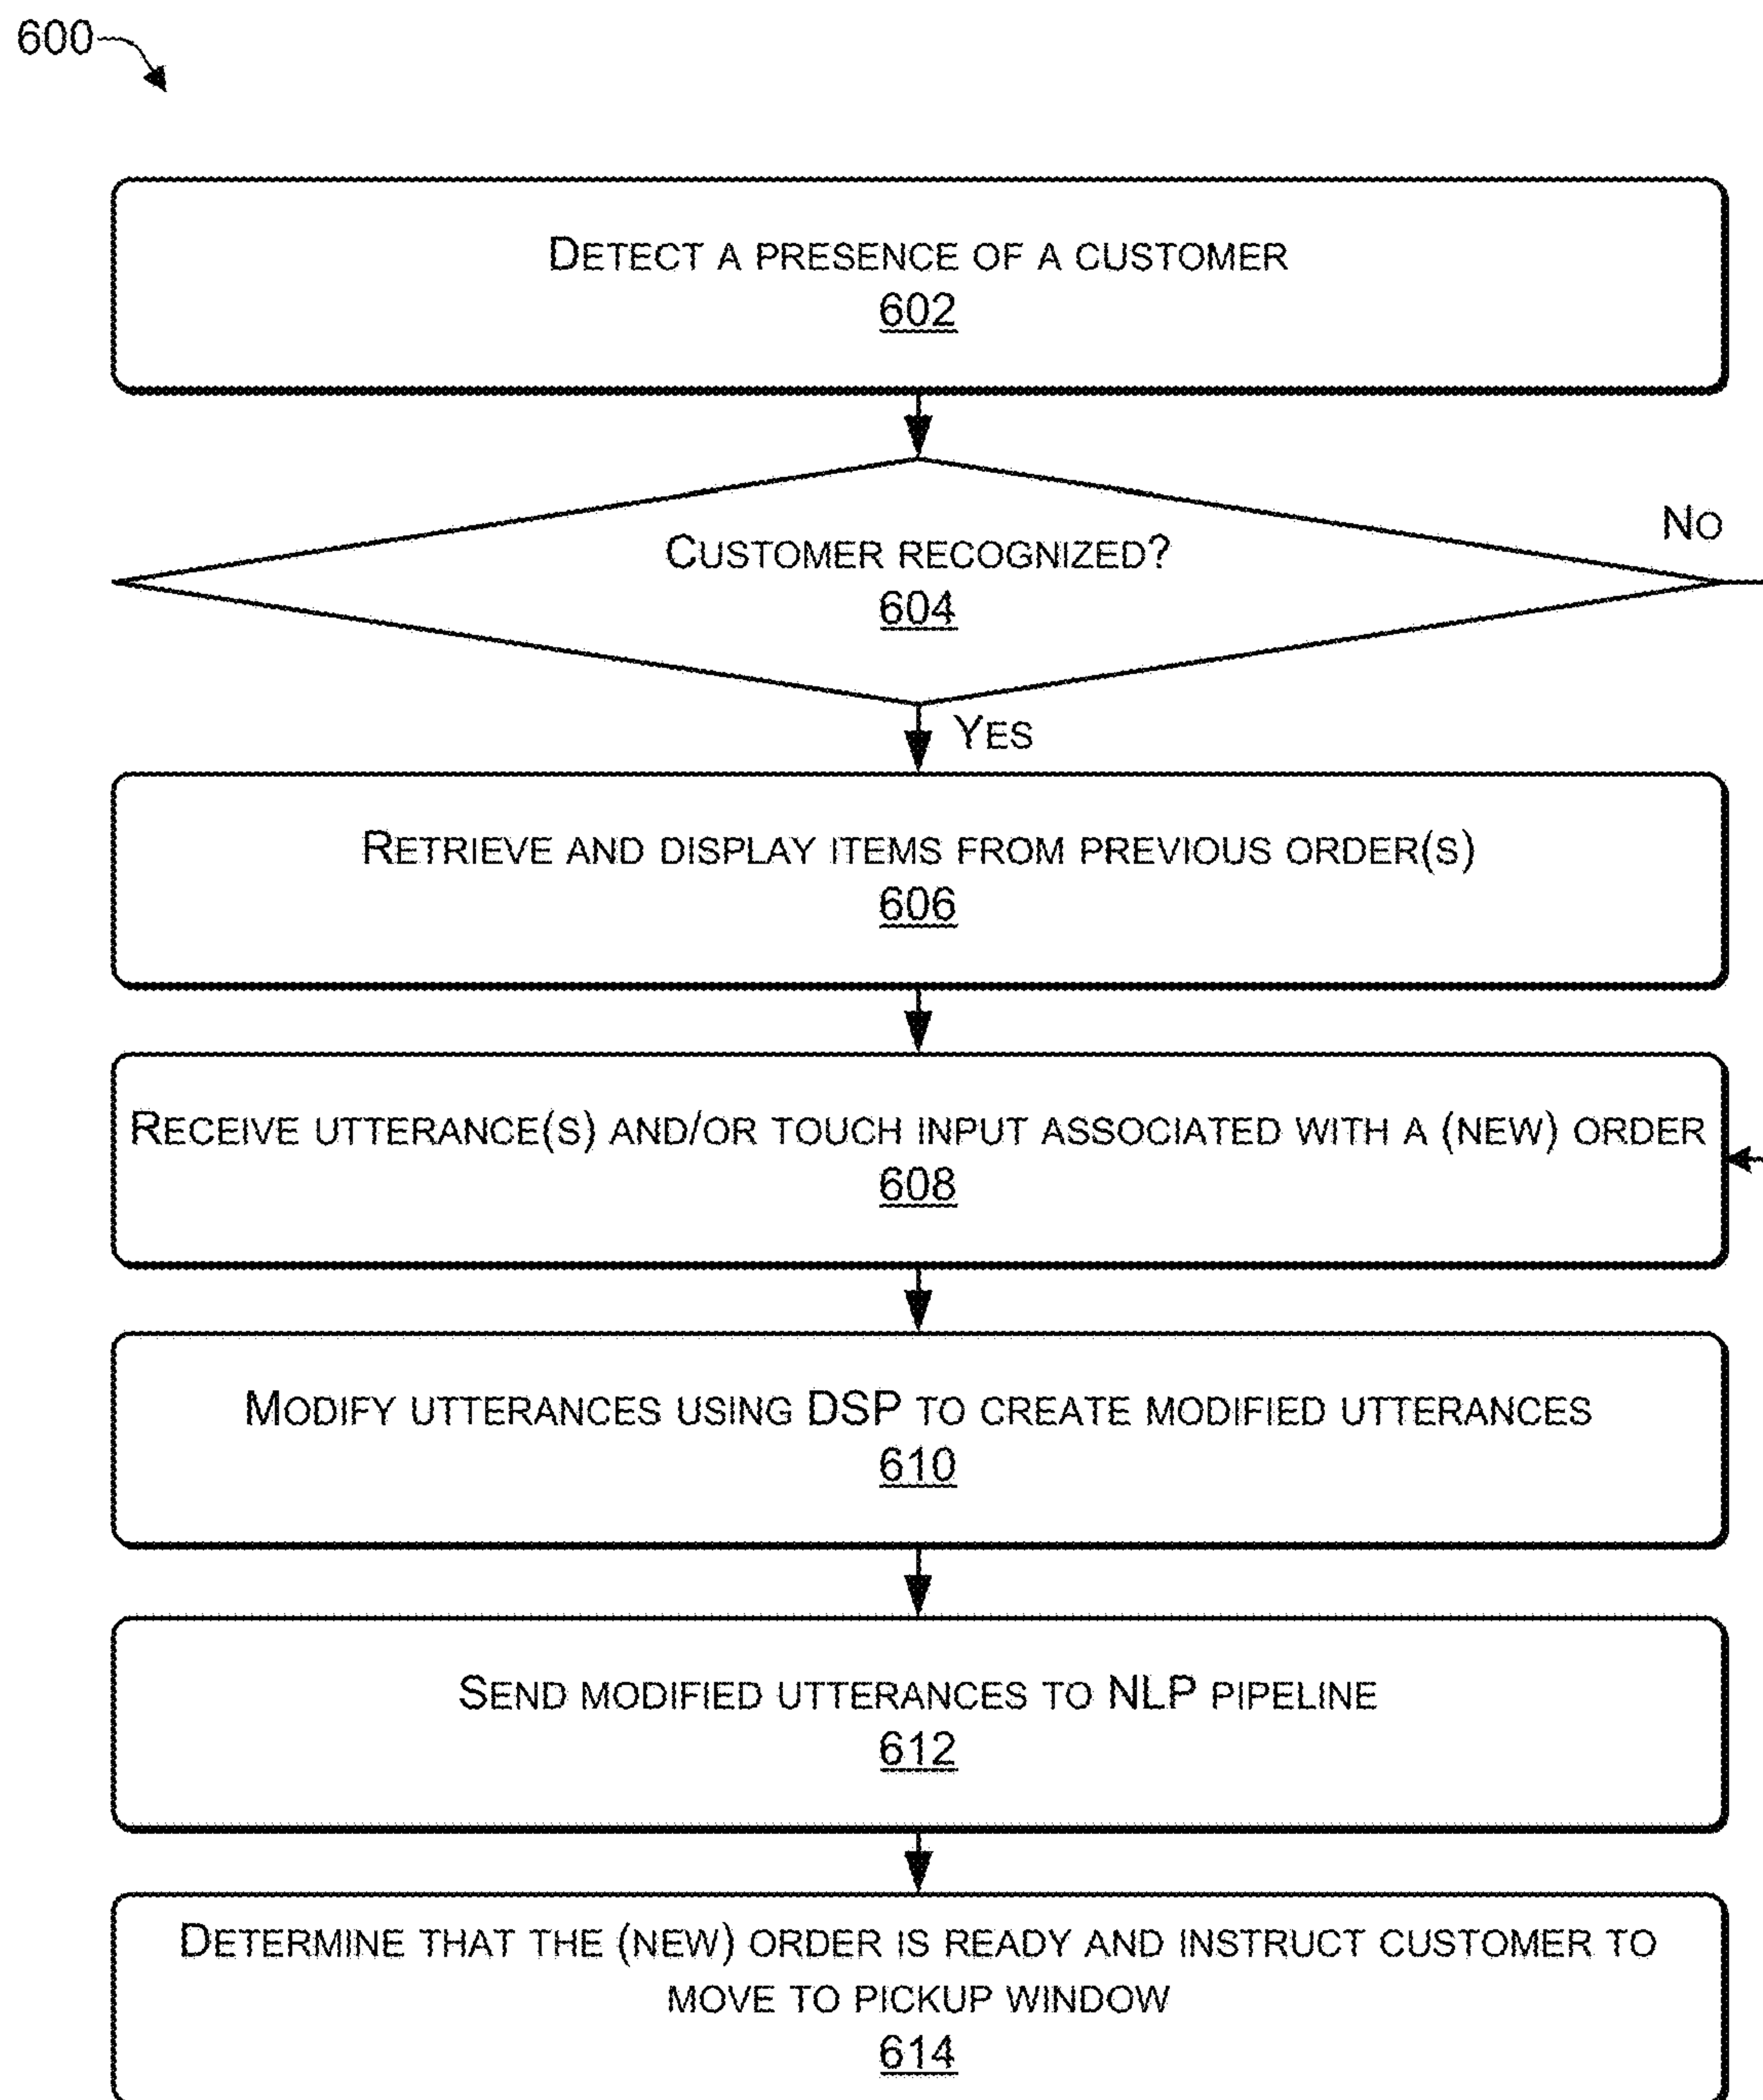 600
DETECT A PRESENCE OF A CUSTOMER
602
CUSTOMER RECOGNIZED?
604
NO
YES
RETRIEVE AND DISPLAY ITEMS FROM PREVIOUS ORDER(S)
606
RECEIVE UTTERANCE(S) AND/OR TOUCH INPUT ASSOCIATED WITH A (NEW) ORDER
608
MODIFY UTTERANCES USING DSP TO CREATE MODIFIED UTTERANCES
610
SEND MODIFIED UTTERANCES TO NLP PIPELINE
612
DETERMINE THAT THE (NEW) ORDER IS READY AND INSTRUCT CUSTOMER TO
MOVE TO PICKUP WINDOW
614